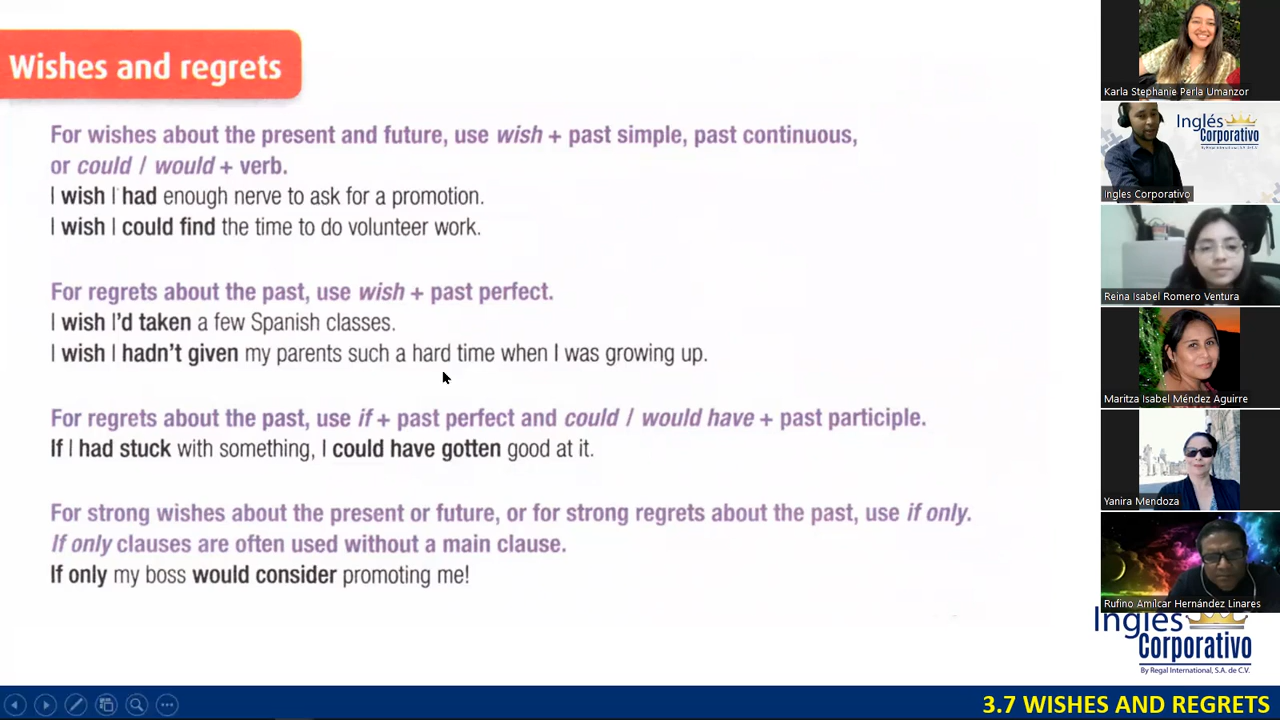 Wishes and regrets
For wishes about the present and future, use wish + past simple, past continuous,
or could / would + verb.
I wish I had enough nerve to ask for a promotion.
I wish I could find the time to do volunteer work.
For regrets about the past, use wish + past perfect.
I wish I'd taken a few Spanish classes.
I wish I hadn't given my parents such a hard time when I was growing up.
For regrets about the past, use if + past perfect and could / would have + past participle.
If I had stuck with something, I could have gotten good at it.
For strong wishes about the present or future, or for strong regrets about the past, use if only.
If only clauses are often used without a main clause.
If only my boss would consider promoting me!
Karla Stephanie Perla Umanzor
Inglés
Corporativo
Ingles Corporativo
Reina Isabel Romero Ventura
Maritza Isabel Méndez Aguirre
Yanira Mendoza
Rufino Amílcar Hernández Linares
Inglés
Corporativo
By Regal International, S.A. de C.V.
3.7 WISHES AND REGRETS